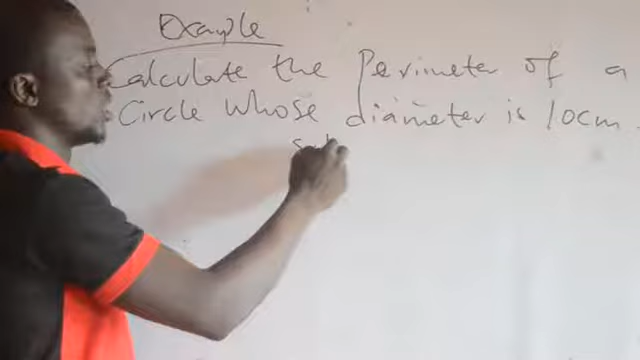 Example
Calculate the Perimeter of a
Circle Whose diameter is 10cm.